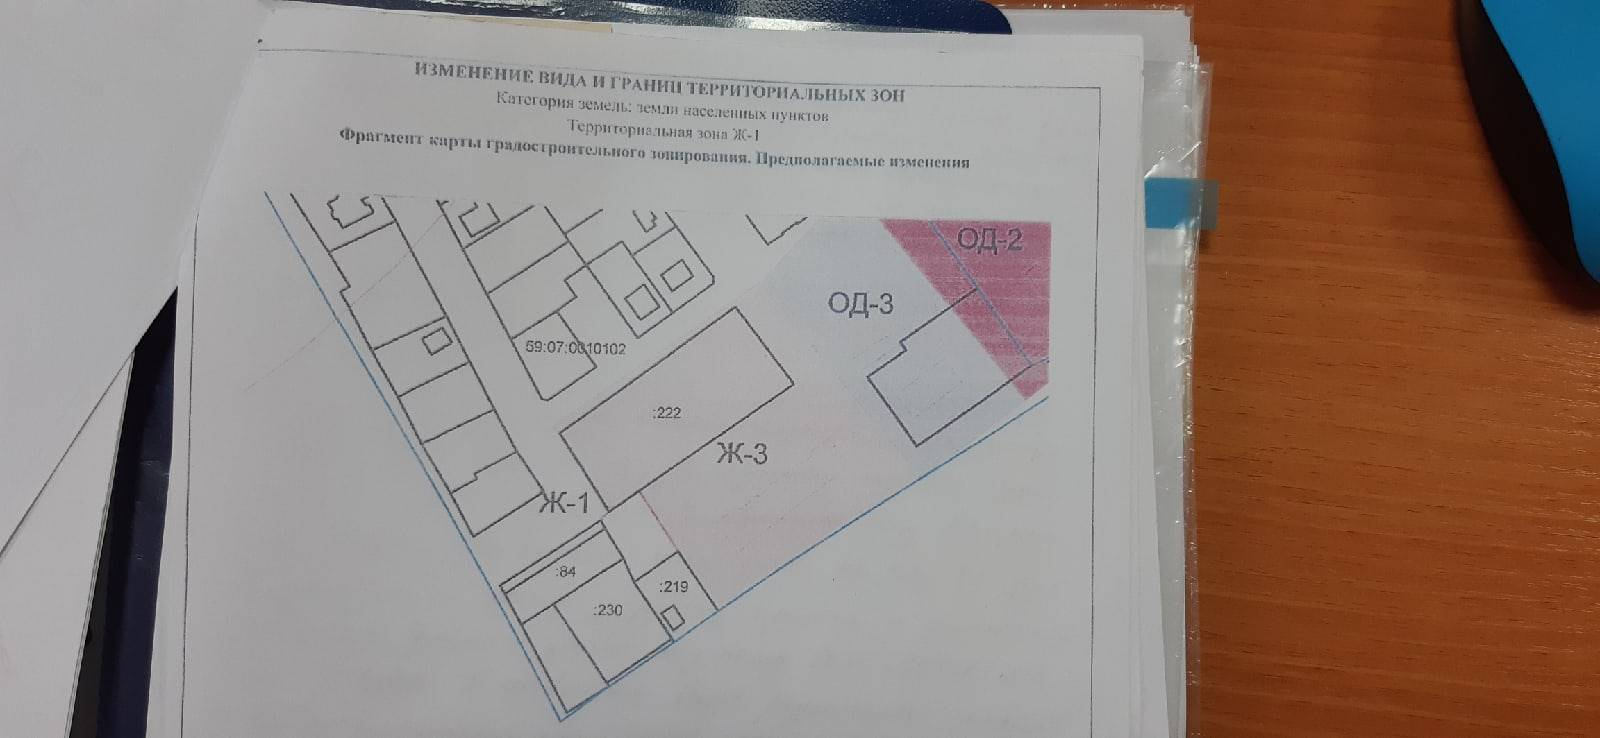 ИЗМЕНЕНИЕ ВИДА И ГРАНИЦ ТЕРРИТОРИАЛЬНЫХ ЗОН
Категория земель: земли населенных пунктов
Территориальная зона Ж-1
Фрагмент карты градостроительного зонирования. Предполагаемые изменения
ОД-2
ОД-3
59:07:0010102
:222
Ж-3
Ж-1
:84
:219
:230